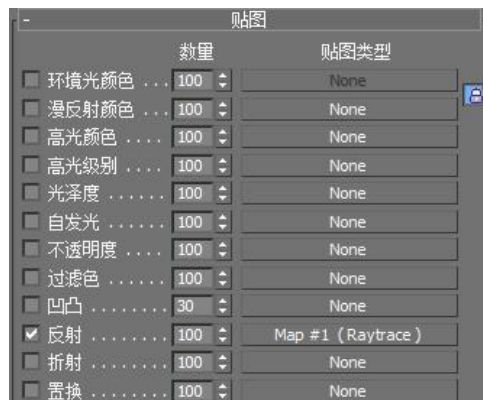 - 贴图
数量 贴图类型
环境光颜色 ... 100 None
漫反射颜色 ... 100 None
高光颜色 .... 100 None
高光级别 .... 100 None
光泽度 ...... 100 None
自发光 ...... 100 None
不透明度 .... 100 None
过滤色 ...... 100 None
凹凸 ........ 30 None
反射 ........ 100 Map #1 (Raytrace)
折射 ........ 100 None
置换 ........ 100 None